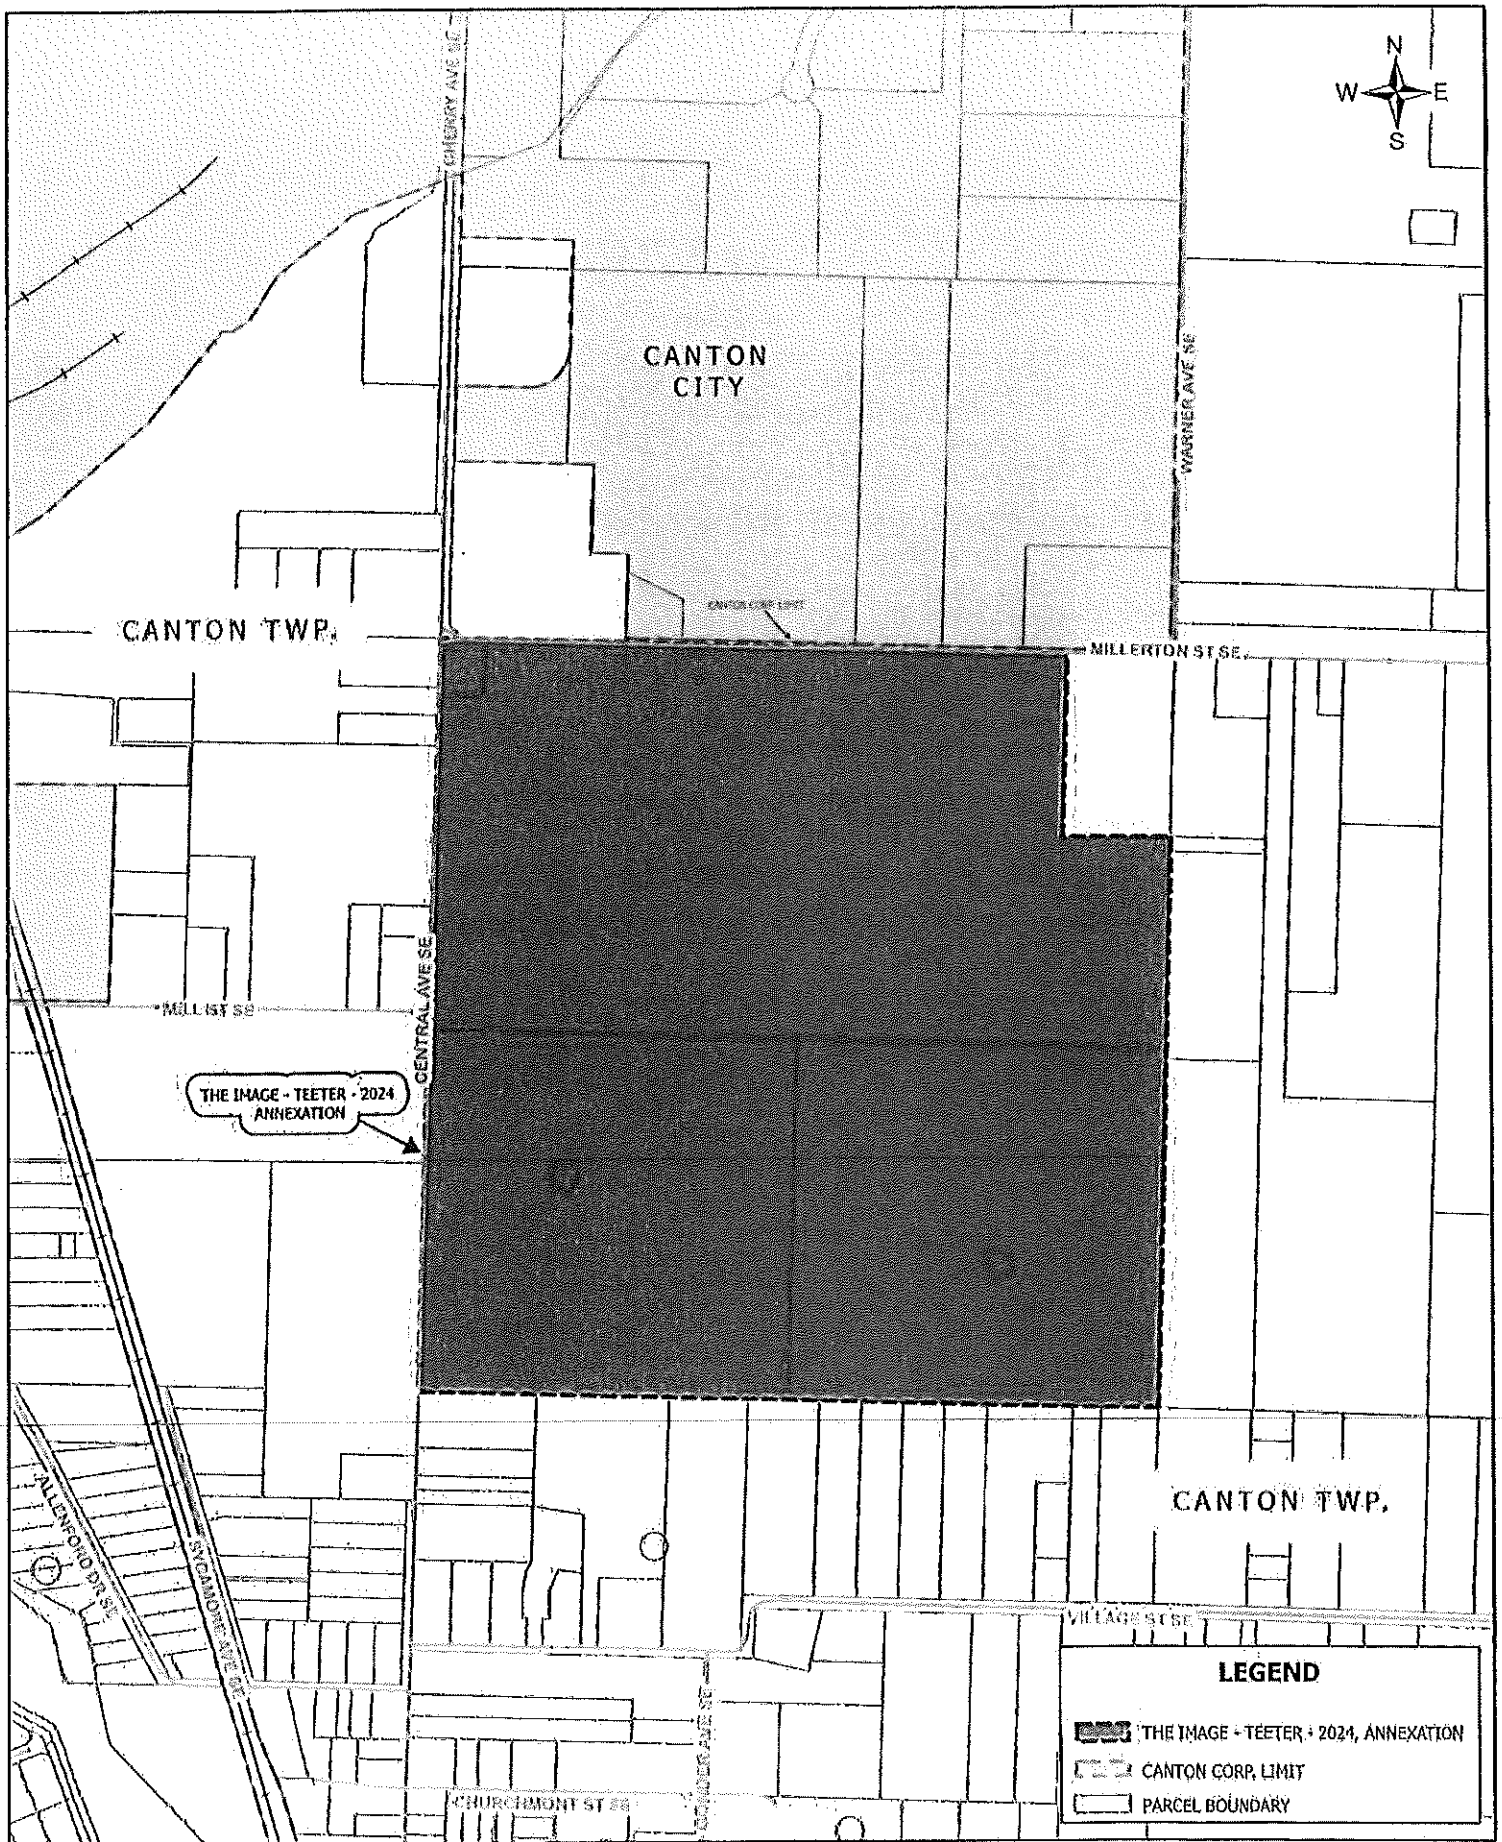 CHERRY AVE SE
N
W E
S
CANTON
CITY
WARNER AVE SE
CANTON TWP.
CANTON CORP LIMIT
MILLERTON ST SE
CENTRAL AVE SE
MILL ST SE
THE IMAGE - TEETER - 2024
ANNEXATION
ALLENFORD DR SE
SYCAMORE AVE SE
CANTON TWP.
VILLAGE ST SE
CHURCHMONT ST SE
LEGEND
THE IMAGE - TEETER - 2024, ANNEXATION
CANTON CORP. LIMIT
PARCEL BOUNDARY